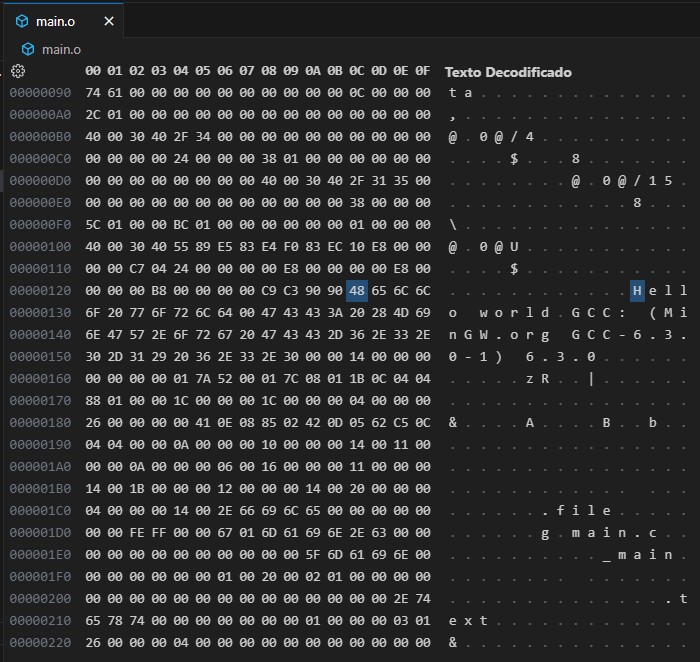 main.o ×
main.o
00 01 02 03 04 05 06 07 08 09 0A 0B 0C 0D 0E 0F Texto Decodificado
00000090 74 61 00 00 00 00 00 00 00 00 00 00 0C 00 00 00 t a . . . . . . . . . . . . . .
000000A0 2C 01 00 00 00 00 00 00 00 00 00 00 00 00 00 00 , . . . . . . . . . . . . . . .
000000B0 40 00 30 40 2F 34 00 00 00 00 00 00 00 00 00 00 @ . 0 @ / 4 . . . . . . . . . .
000000C0 00 00 00 00 24 00 00 00 38 01 00 00 00 00 00 00 . . . . $ . . . 8 . . . . . . .
000000D0 00 00 00 00 00 00 00 00 40 00 30 40 2F 31 35 00 . . . . . . . . @ . 0 @ / 1 5 .
000000E0 00 00 00 00 00 00 00 00 00 00 00 00 38 00 00 00 . . . . . . . . . . . . 8 . . .
000000F0 5C 01 00 00 BC 01 00 00 00 00 00 00 01 00 00 00 \ . . . . . . . . . . . . . . .
00000100 40 00 30 40 55 89 E5 83 E4 F0 83 EC 10 E8 00 00 @ . 0 @ U . . . . . . . . . . .
00000110 00 00 C7 04 24 00 00 00 00 E8 00 00 00 00 E8 00 . . . . $ . . . . . . . . . . .
00000120 00 00 00 B8 00 00 00 00 C9 C3 90 90 48 65 6C 6C . . . . . . . . . . . . H e l l
00000130 6F 20 77 6F 72 6C 64 00 47 43 43 3A 20 28 4D 69 o w o r l d . G C C : ( M i
00000140 6E 47 57 2E 6F 72 67 20 47 43 43 2D 36 2E 33 2E n G W . o r g G C C - 6 . 3 .
00000150 30 2D 31 29 20 36 2E 33 2E 30 00 00 14 00 00 00 0 - 1 ) 6 . 3 . 0 . . . . . .
00000160 00 00 00 00 01 7A 52 00 01 7C 08 01 1B 0C 04 04 . . . . . z R . . | . . . . . .
00000170 88 01 00 00 1C 00 00 00 1C 00 00 00 04 00 00 00 . . . . . . . . . . . . . . . .
00000180 26 00 00 00 00 41 0E 08 85 02 42 0D 05 62 C5 0C & . . . . A . . . . B . . b . .
00000190 04 04 00 00 0A 00 00 00 10 00 00 00 14 00 11 00 . . . . . . . . . . . . . . . .
000001A0 00 00 0A 00 00 00 06 00 16 00 00 00 11 00 00 00 . . . . . . . . . . . . . . . .
000001B0 14 00 1B 00 00 00 12 00 00 00 14 00 20 00 00 00 . . . . . . . . . . . . . . .
000001C0 04 00 00 00 14 00 2E 66 69 6C 65 00 00 00 00 00 . . . . . . . f i l e . . . . .
000001D0 00 00 FE FF 00 00 67 01 6D 61 69 6E 2E 63 00 00 . . . . . . g . m a i n . c . .
000001E0 00 00 00 00 00 00 00 00 00 00 5F 6D 61 69 6E 00 . . . . . . . . . . _ m a i n .
000001F0 00 00 00 00 00 00 01 00 20 00 02 01 00 00 00 00 . . . . . . . . . . . . . . .
00000200 00 00 00 00 00 00 00 00 00 00 00 00 00 00 2E 74 . . . . . . . . . . . . . . . t
00000210 65 78 74 00 00 00 00 00 00 00 01 00 00 00 03 01 e x t . . . . . . . . . . . . .
00000220 26 00 00 00 04 00 00 00 00 00 00 00 00 00 00 00 & . . . . . . . . . . . . . . .